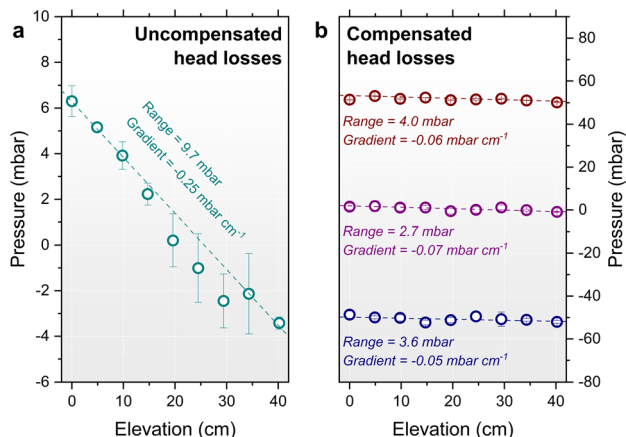 a
Uncompensated
head losses
Range = 9.7 mbar
Gradient = -0.25 mbar cm⁻¹
Pressure (mbar)
10
8
6
4
2
0
-2
-4
-6
0 10 20 30 40
Elevation (cm)
b
Compensated
head losses
Range = 4.0 mbar
Gradient = -0.06 mbar cm⁻¹
Range = 2.7 mbar
Gradient = -0.07 mbar cm⁻¹
Range = 3.6 mbar
Gradient = -0.05 mbar cm⁻¹
80
60
40
20
0
-20
-40
-60
-80
Pressure (mbar)
0 10 20 30 40
Elevation (cm)